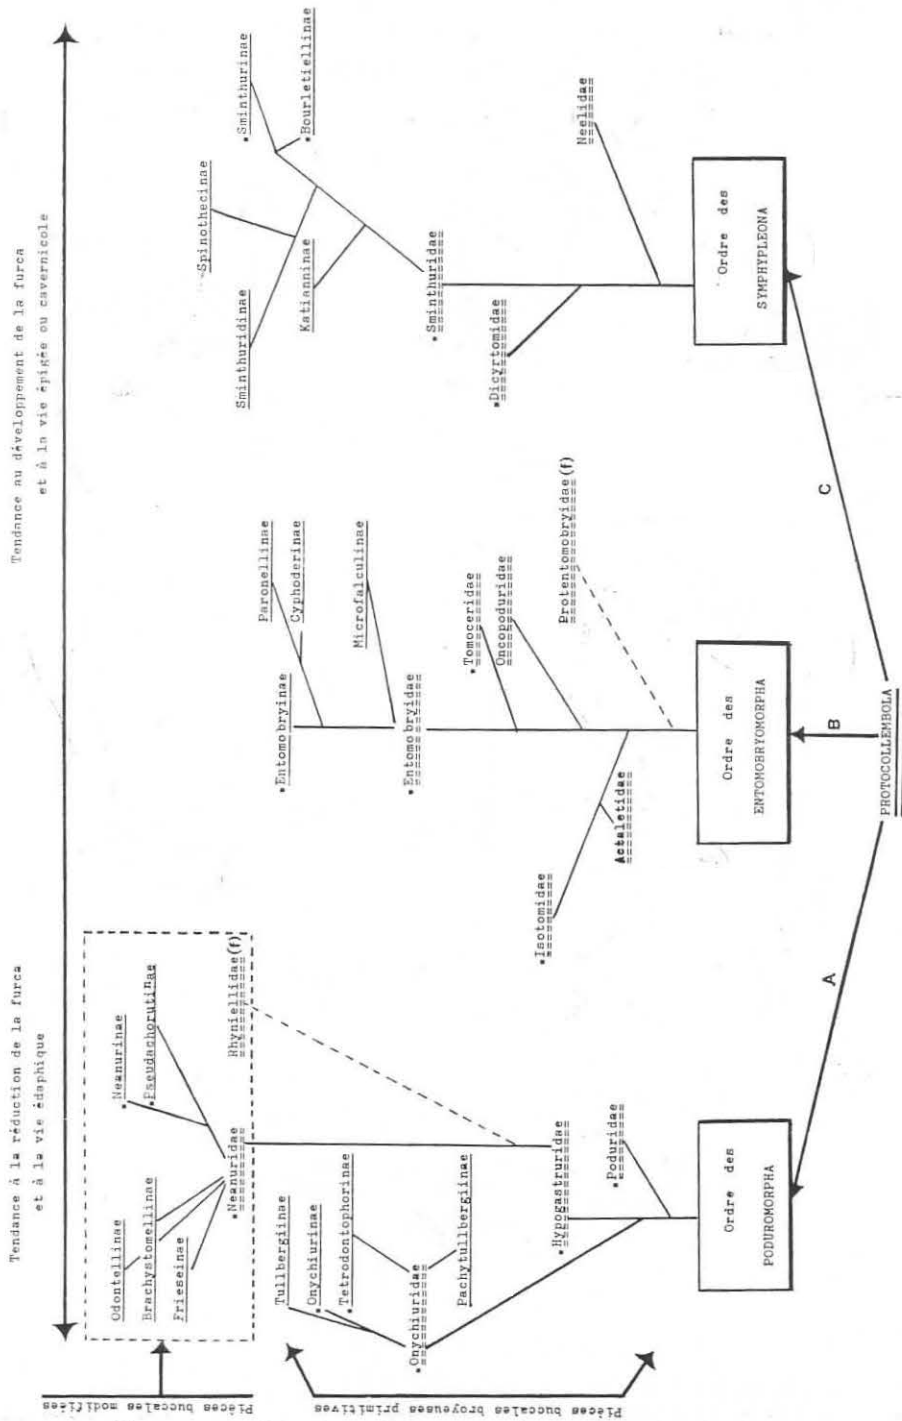 Tendance à la réduction de la furca
et à la vie édaphique
Tendance au développement de la furca
et à la vie épigée ou cavernicole
Pièces buccales modifiées
Pièces buccales broyeuses primitives
Odontellinae
Brachystomellinae
Frieseinae
•Neanurinae
•Pseudachorutinae
•Neanuridae
Rhyniellidae(f)
Tullbergiinae
•Onychiurinae
•Tetrodontophorinae
•Onychiuridae
Pachytullbergiinae
•Hypogastruridae
•Poduridae
Ordre des
PODUROMORPHA
•Entomobryinae
Paronellinae
Cyphoderinae
Microfalculinae
•Entomobryidae
•Tomoceridae
Oncopoduridae
Protentomobryidae(f)
•Isotomidae
Actaletidae
Ordre des
ENTOMOBRYOMORPHA
Sminthuridinae
Spinothecinae
Katianninae
•Sminthurinae
•Bourletiellinae
•Sminthuridae
•Dicyrtomidae
Neelidae
Ordre des
SYMPHYPLEONA
A
B
C
PROTOCOLLEMBOLA